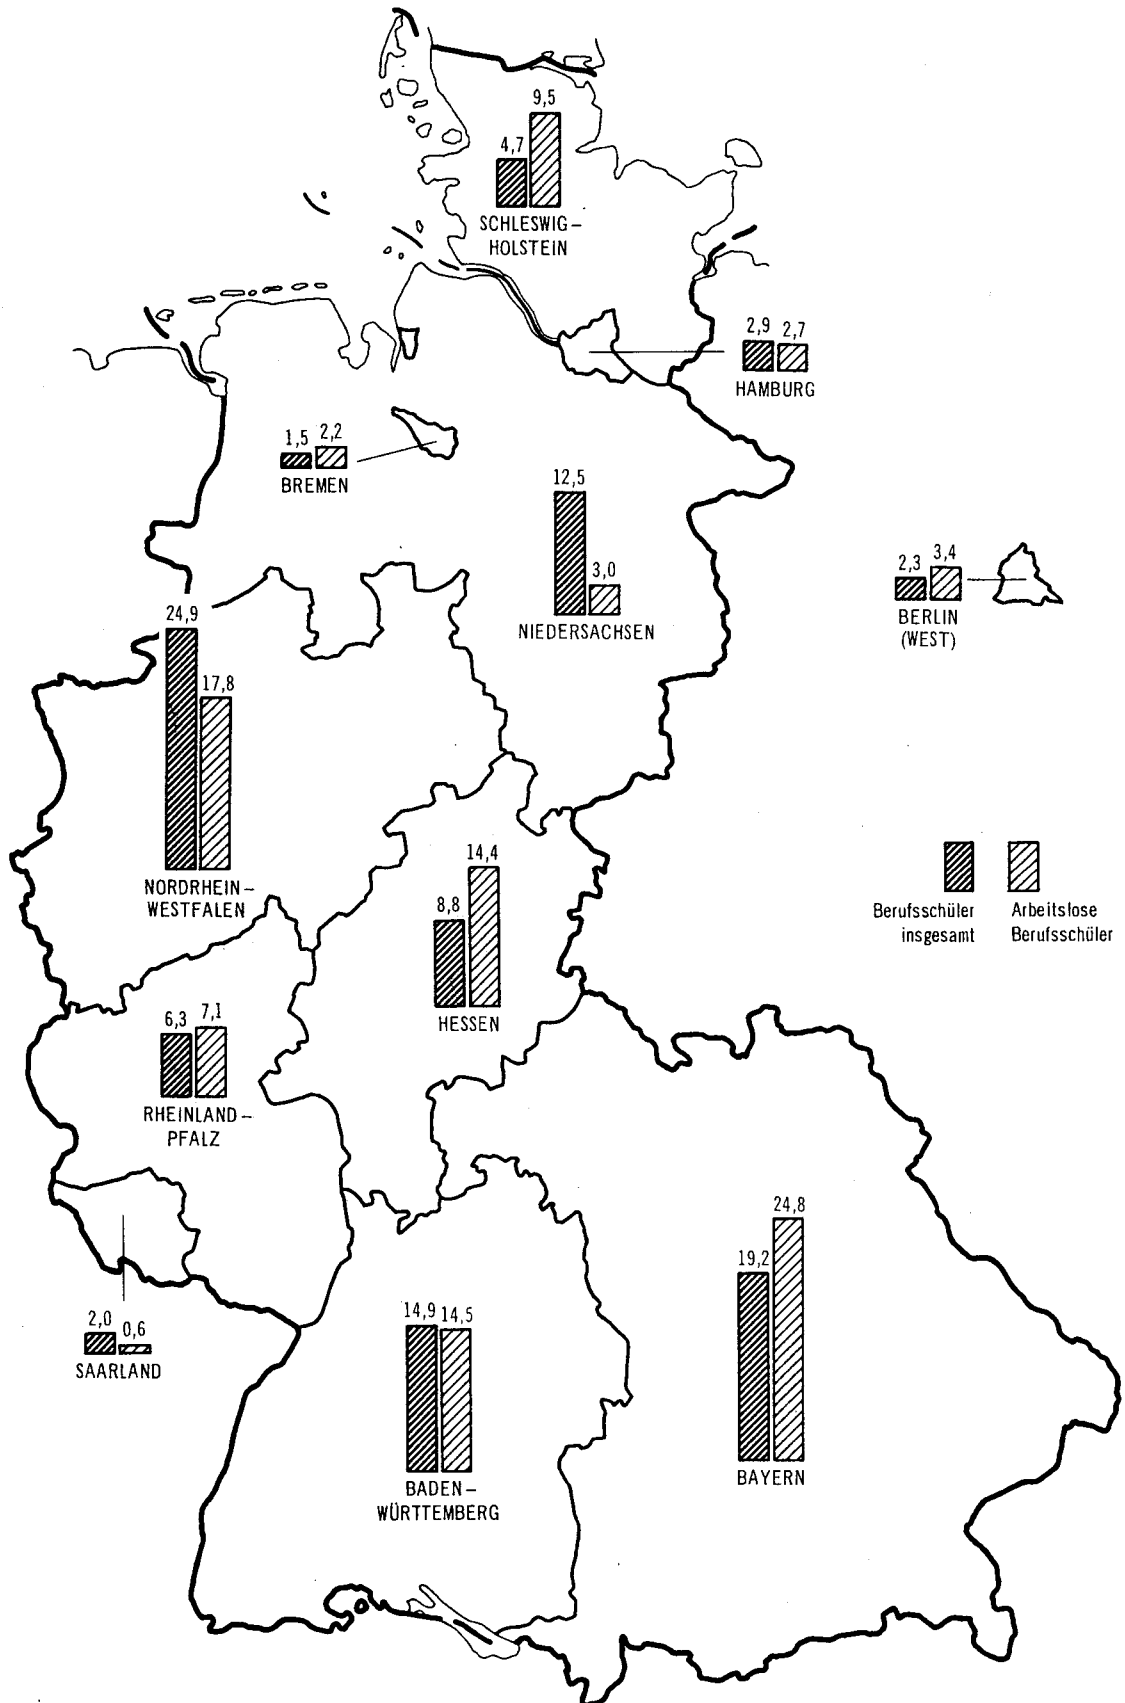 9,5
4,7
SCHLESWIG-
HOLSTEIN
2,9 2,7
HAMBURG
1,5 2,2
BREMEN
12,5
3,0
NIEDERSACHSEN
2,3 3,4
BERLIN
(WEST)
24,9
17,8
NORDRHEIN-
WESTFALEN
14,4
8,8
HESSEN
Berufsschüler
insgesamt
Arbeitslose
Berufsschüler
6,3 7,1
RHEINLAND-
PFALZ
24,8
19,2
BAYERN
2,0 0,6
SAARLAND
14,9 14,5
BADEN-
WÜRTTEMBERG